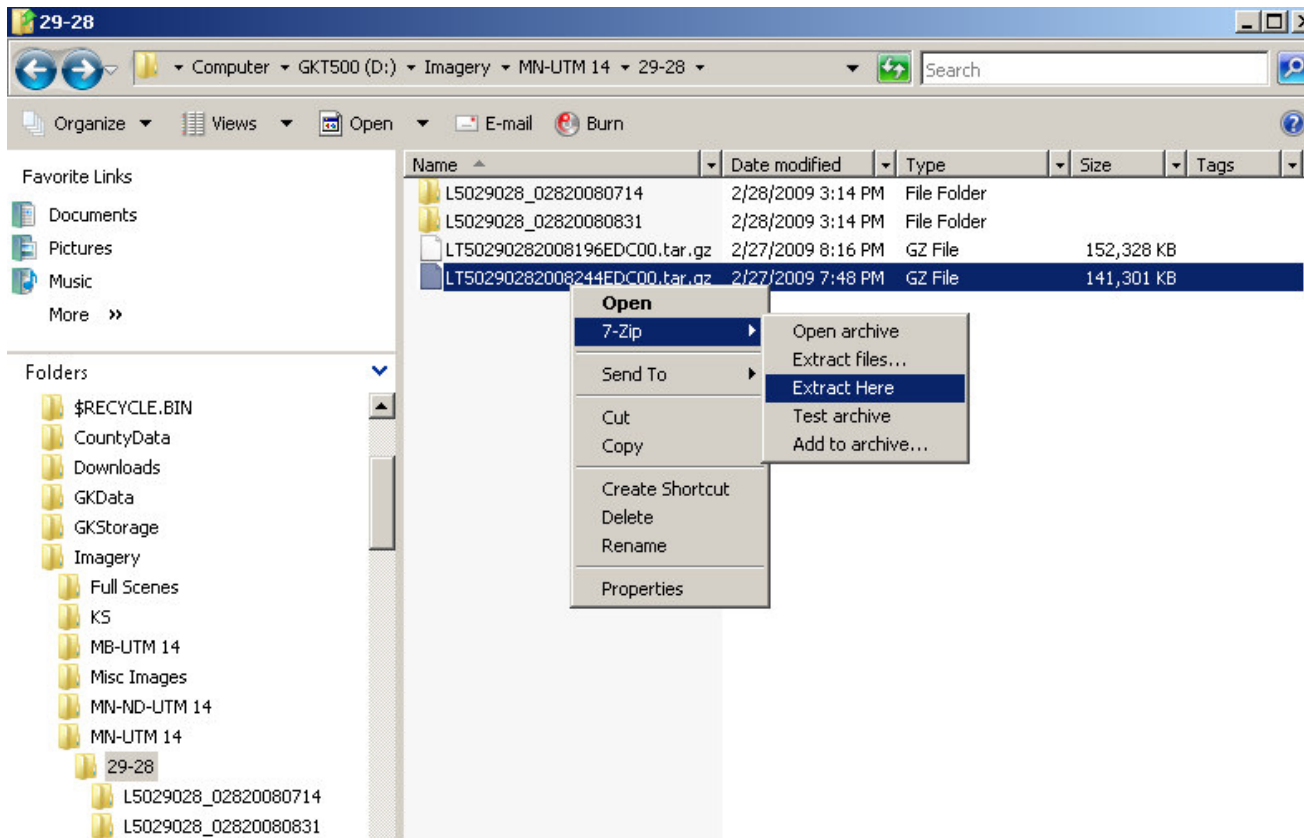 29-28
Computer GKT500 (D:) Imagery MN-UTM 14 29-28 Search
Organize Views Open E-mail Burn
Favorite Links
Documents
Pictures
Music
More »
Folders
$RECYCLE.BIN
CountyData
Downloads
GKData
GKStorage
Imagery
Full Scenes
KS
MB-UTM 14
Misc Images
MN-ND-UTM 14
MN-UTM 14
29-28
L5029028_02820080714
L5029028_02820080831
Name Date modified Type Size Tags
L5029028_02820080714 2/28/2009 3:14 PM File Folder
L5029028_02820080831 2/28/2009 3:14 PM File Folder
LT50290282008196EDC00.tar.gz 2/27/2009 8:16 PM GZ File 152,328 KB
LT50290282008244EDC00.tar.gz 2/27/2009 7:48 PM GZ File 141,301 KB
Open
7-Zip
Send To
Cut
Copy
Create Shortcut
Delete
Rename
Properties
Open archive
Extract files...
Extract Here
Test archive
Add to archive...